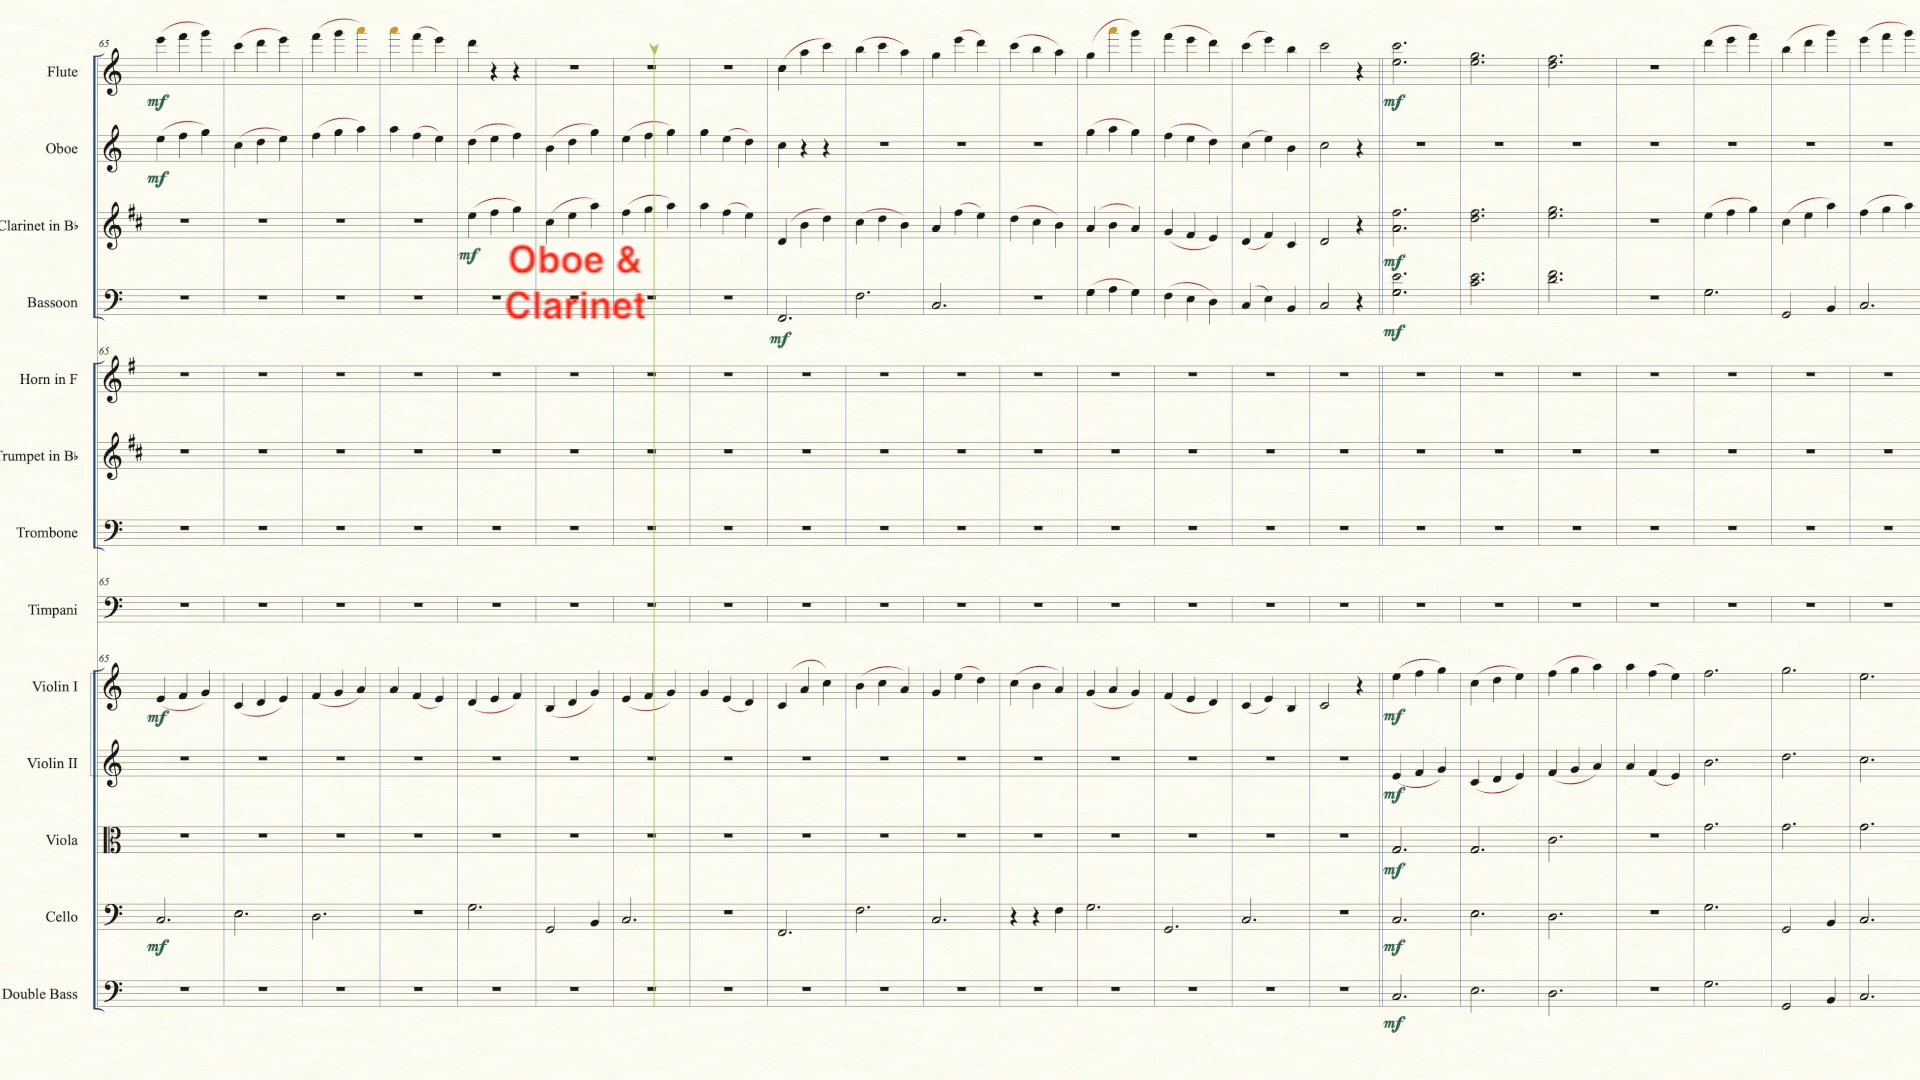 65
Flute
mf
mf
Oboe
mf
Clarinet in B♭
mf
mf
Oboe &
Clarinet
Bassoon
mf
mf
65
Horn in F
Trumpet in B♭
Trombone
65
Timpani
65
Violin I
mf
mf
Violin II
mf
Viola
mf
Cello
mf
mf
Double Bass
mf